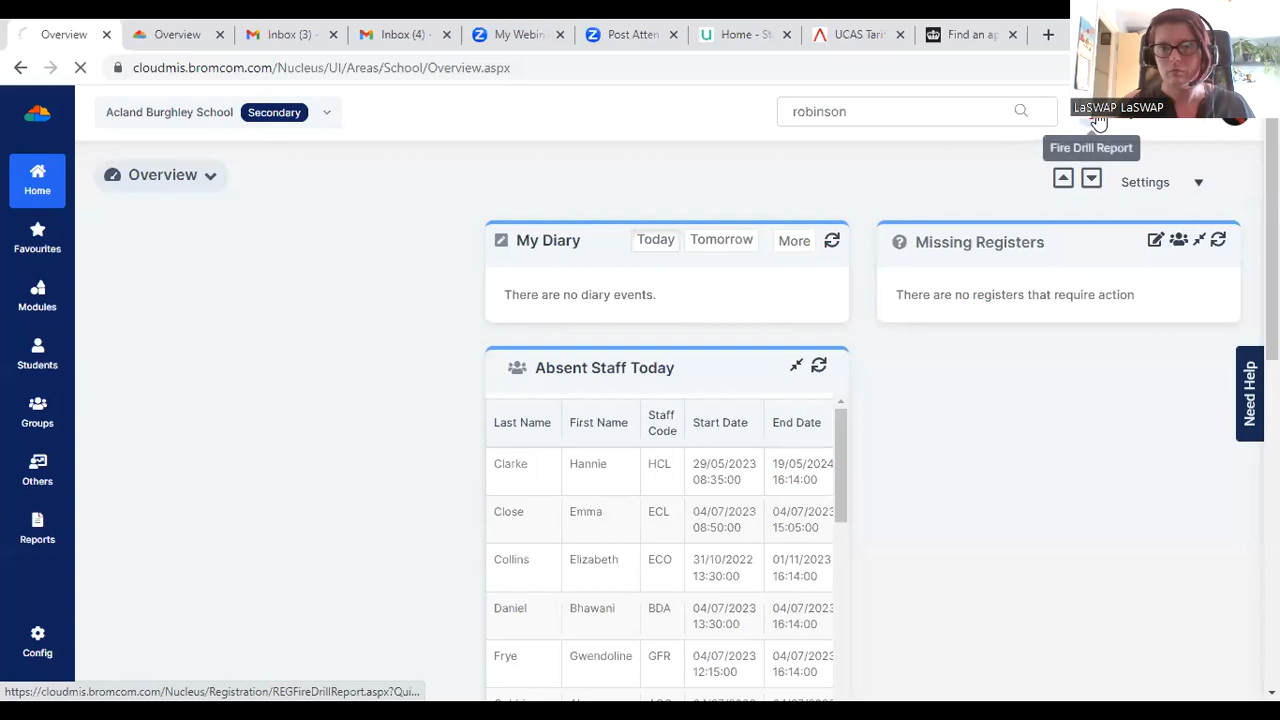 Overview
Overview
Inbox (3) -
Inbox (4) -
My Webin
Post Atten
Home - St
UCAS Tari
Find an a
cloudmis.bromcom.com/Nucleus/UI/Areas/School/Overview.aspx
LaSWAP LaSWAP
Acland Burghley School Secondary
robinson
Fire Drill Report
Home
Favourites
Modules
Students
Groups
Others
Reports
Config
Overview
Settings
My Diary Today Tomorrow More
There are no diary events.
Missing Registers
There are no registers that require action
Absent Staff Today
Last Name First Name Staff Code Start Date End Date
Clarke Hannie HCL 29/05/2023 19/05/2024
08:35:00 16:14:00
Close Emma ECL 04/07/2023 04/07/2023
08:50:00 15:05:00
Collins Elizabeth ECO 31/10/2022 01/11/2023
13:30:00 16:14:00
Daniel Bhawani BDA 04/07/2023 04/07/2023
13:30:00 16:14:00
Frye Gwendoline GFR 04/07/2023 04/07/2023
12:15:00 16:14:00
Need Help
https://cloudmis.bromcom.com/Nucleus/Registration/REGFireDrillReport.aspx?Qui...